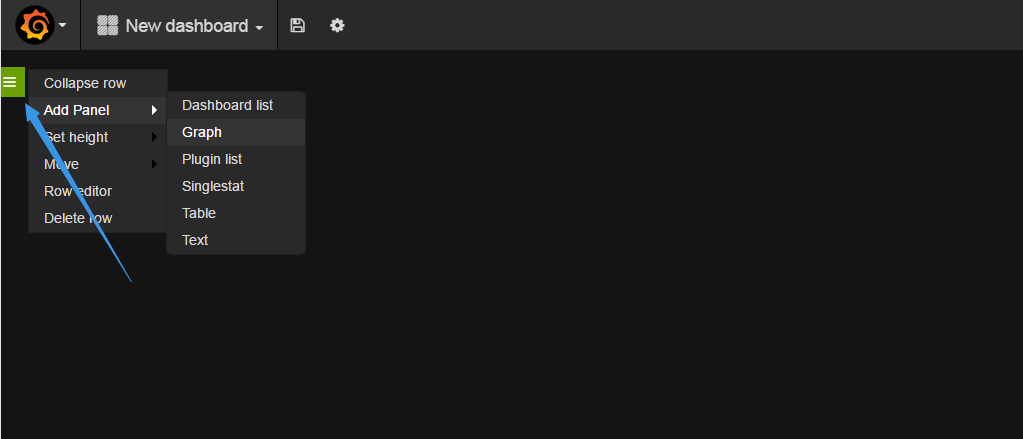 New dashboard
Collapse row
Add Panel
Set height
Move
Row editor
Delete row
Dashboard list
Graph
Plugin list
Singlestat
Table
Text